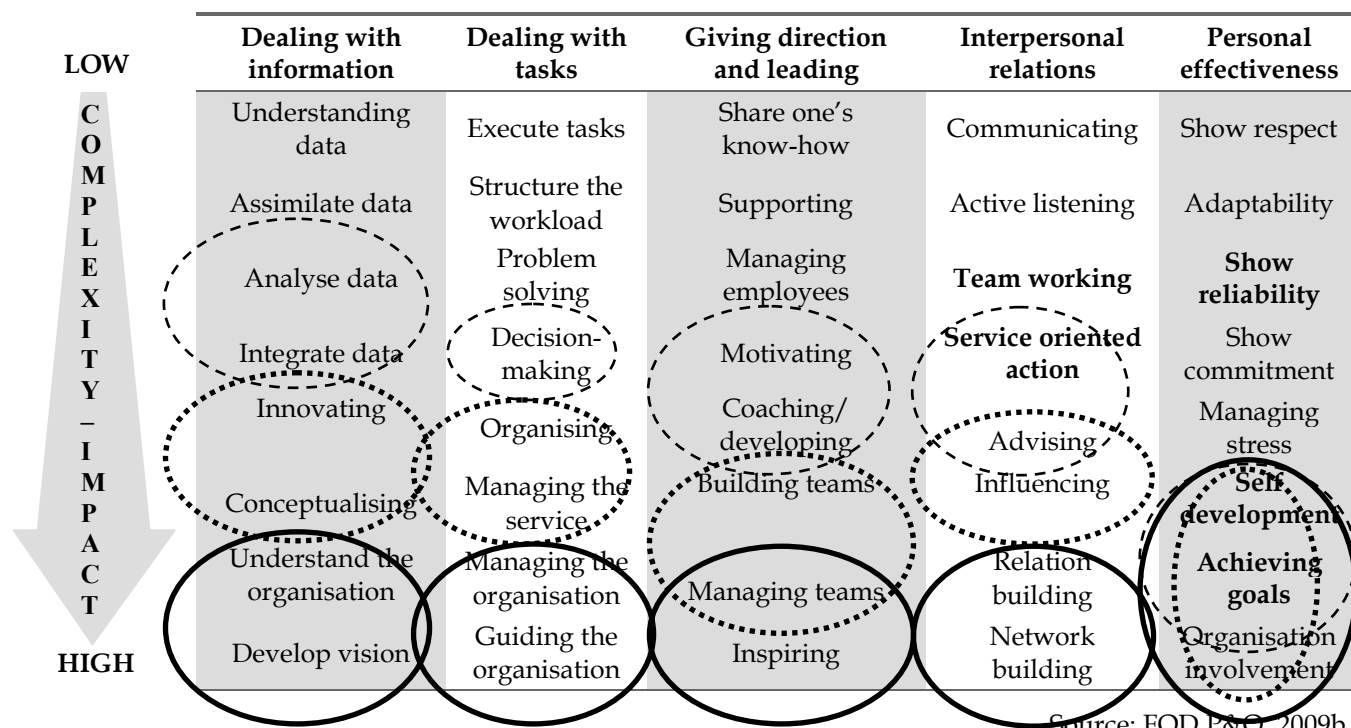 LOW
COMPLEXITY – IMPACT
HIGH
Dealing with
information
Dealing with
tasks
Giving direction
and leading
Interpersonal
relations
Personal
effectiveness
Understanding
data
Execute tasks
Share one's
know-how
Communicating
Show respect
Assimilate data
Structure the
workload
Supporting
Active listening
Adaptability
Analyse data
Problem
solving
Managing
employees
Team working
Show
reliability
Integrate data
Decision-
making
Motivating
Service oriented
action
Show
commitment
Innovating
Organising
Coaching/
developing
Advising
Managing
stress
Conceptualising
Managing the
service
Building teams
Influencing
Self
development
Understand the
organisation
Managing the
organisation
Managing teams
Relation
building
Achieving
goals
Develop vision
Guiding the
organisation
Inspiring
Network
building
Organisation
involvement
Source: FOD P&O, 2009b